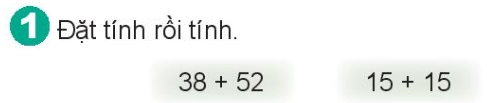 1 Đặt tính rồi tính.
38 + 52 15 + 15